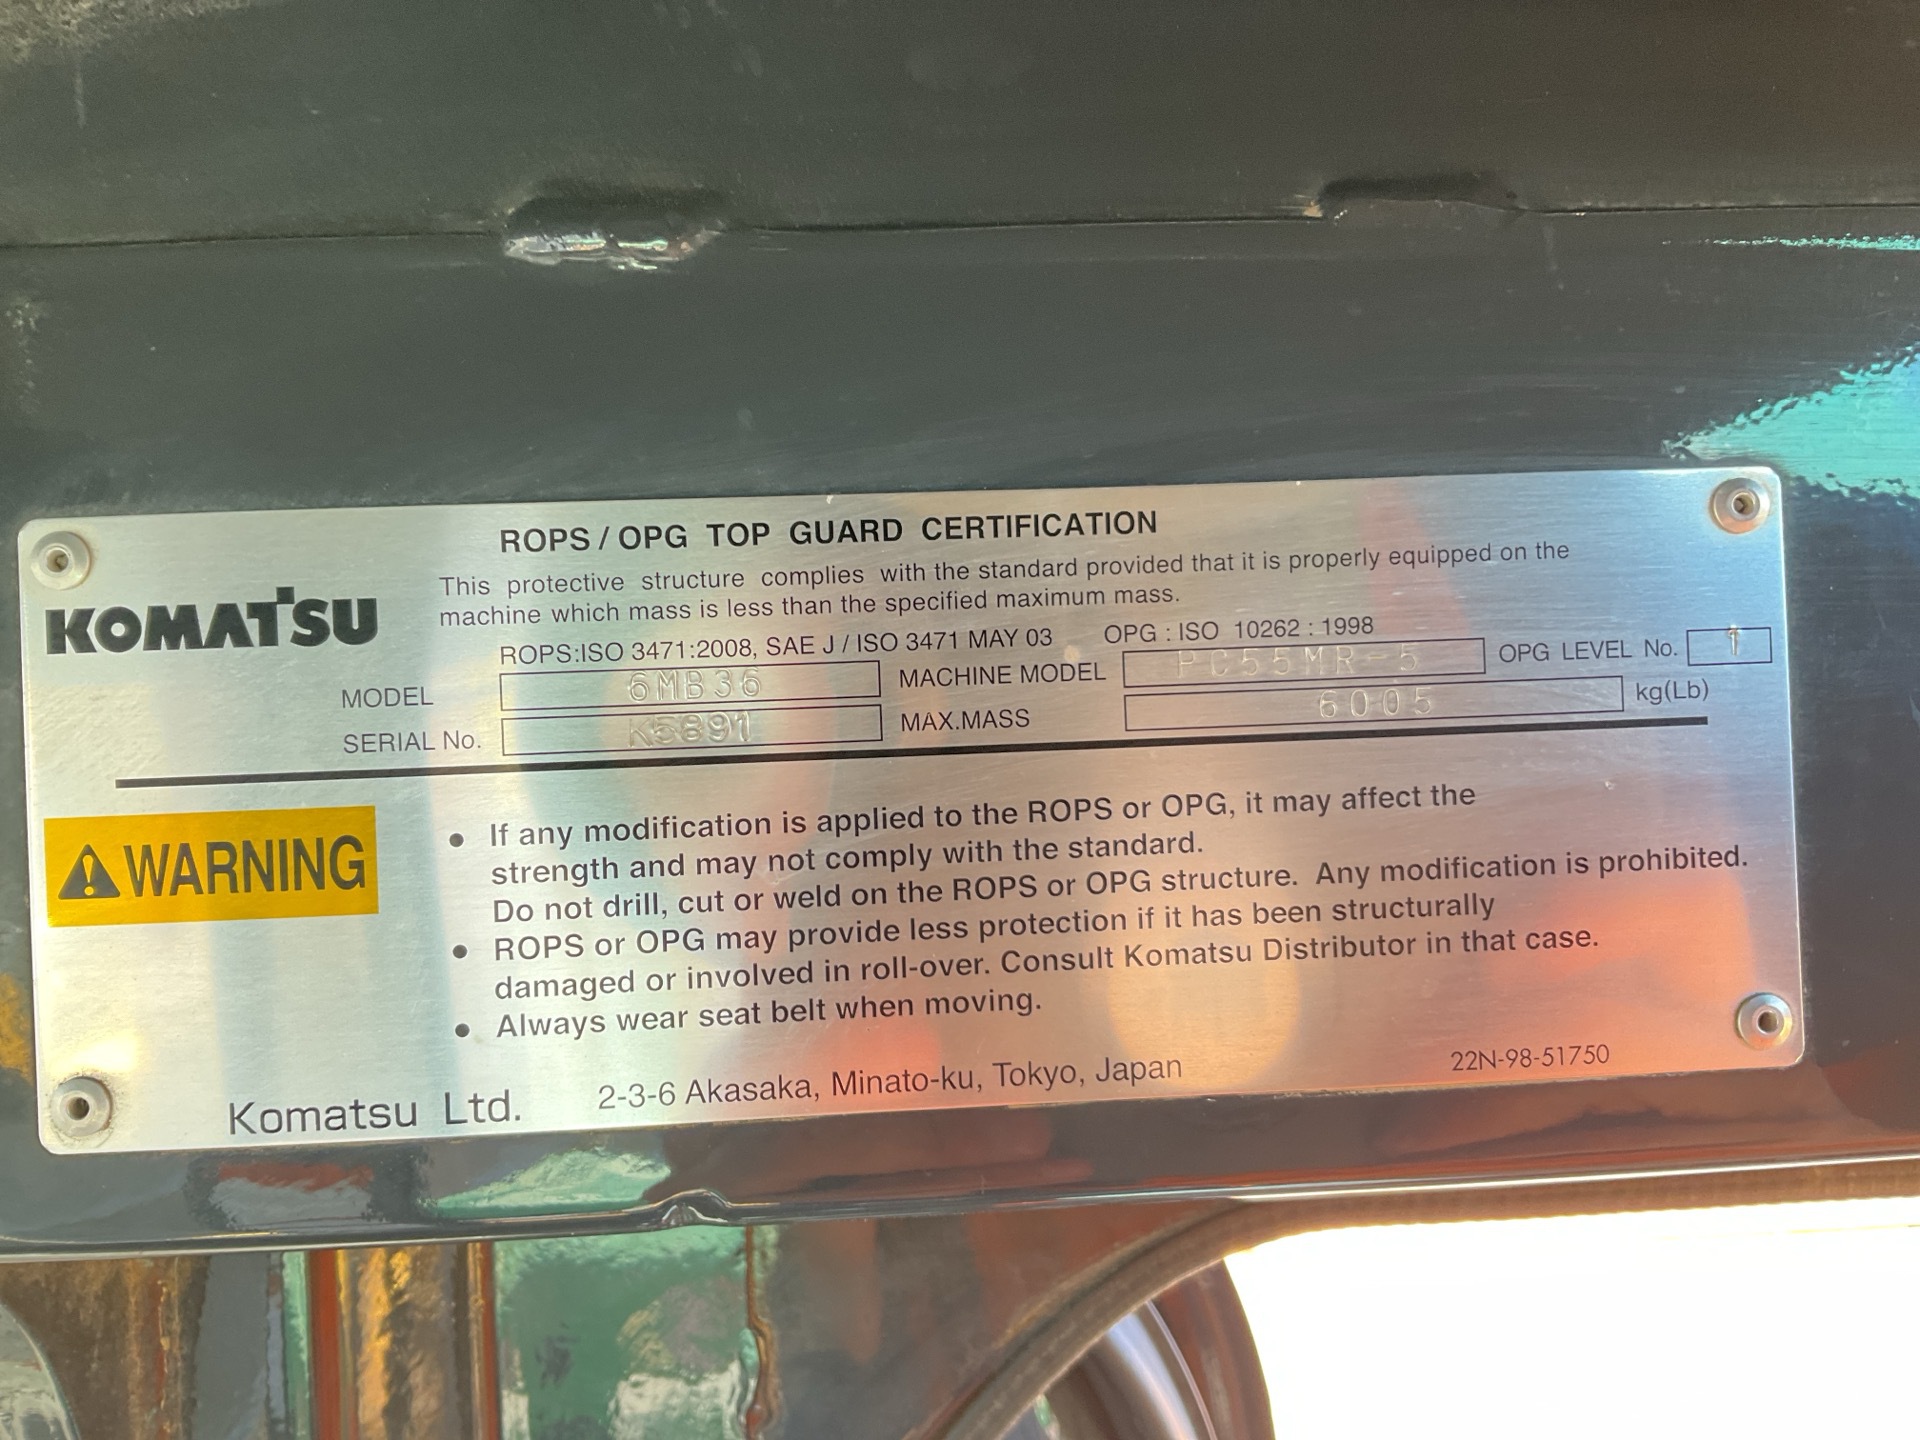 ROPS / OPG TOP GUARD CERTIFICATION
KOMATSU
This protective structure complies with the standard provided that it is properly equipped on the
machine which mass is less than the specified maximum mass.
ROPS:ISO 3471:2008, SAE J / ISO 3471 MAY 03 OPG : ISO 10262 : 1998
MODEL 6MB36 MACHINE MODEL PC55MR-5 OPG LEVEL No. 1
SERIAL No. K5891 MAX.MASS 6005 kg(Lb)
WARNING
• If any modification is applied to the ROPS or OPG, it may affect the
strength and may not comply with the standard.
Do not drill, cut or weld on the ROPS or OPG structure. Any modification is prohibited.
• ROPS or OPG may provide less protection if it has been structurally
damaged or involved in roll-over. Consult Komatsu Distributor in that case.
• Always wear seat belt when moving.
Komatsu Ltd. 2-3-6 Akasaka, Minato-ku, Tokyo, Japan 22N-98-51750